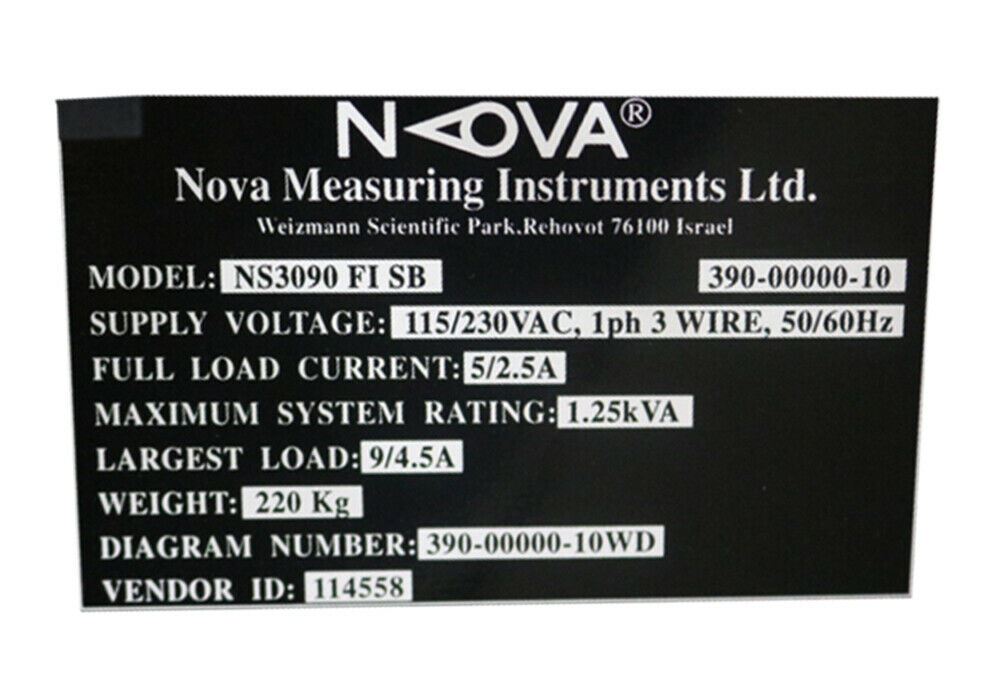 NOVA®
Nova Measuring Instruments Ltd.
Weizmann Scientific Park,Rehovot 76100 Israel
MODEL: NS3090 FI SB 390-00000-10
SUPPLY VOLTAGE: 115/230VAC, 1ph 3 WIRE, 50/60Hz
FULL LOAD CURRENT: 5/2.5A
MAXIMUM SYSTEM RATING: 1.25kVA
LARGEST LOAD: 9/4.5A
WEIGHT: 220 Kg
DIAGRAM NUMBER: 390-00000-10WD
VENDOR ID: 114558